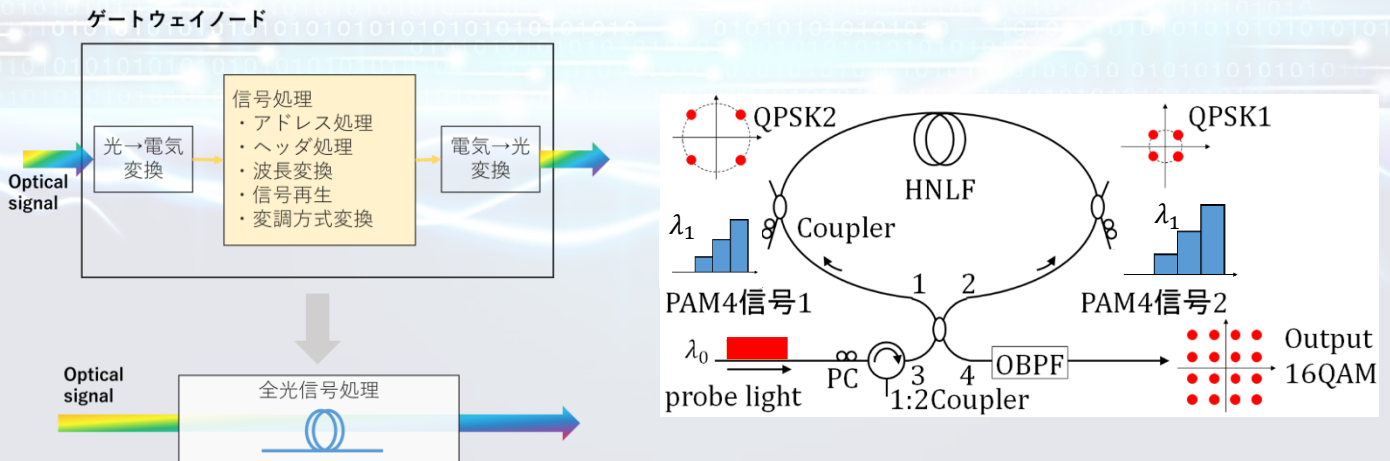 ゲートウェイノード
光→電気
変換
信号処理
・アドレス処理
・ヘッダ処理
・波長変換
・信号再生
・変調方式変換
電気→光
変換
Optical
signal
Optical
signal
全光信号処理
QPSK2
HNLF
QPSK1
λ1
Coupler
λ1
PAM4信号1
1
2
PAM4信号2
λ0
probe light
PC
3
4
1:2Coupler
OBPF
Output
16QAM